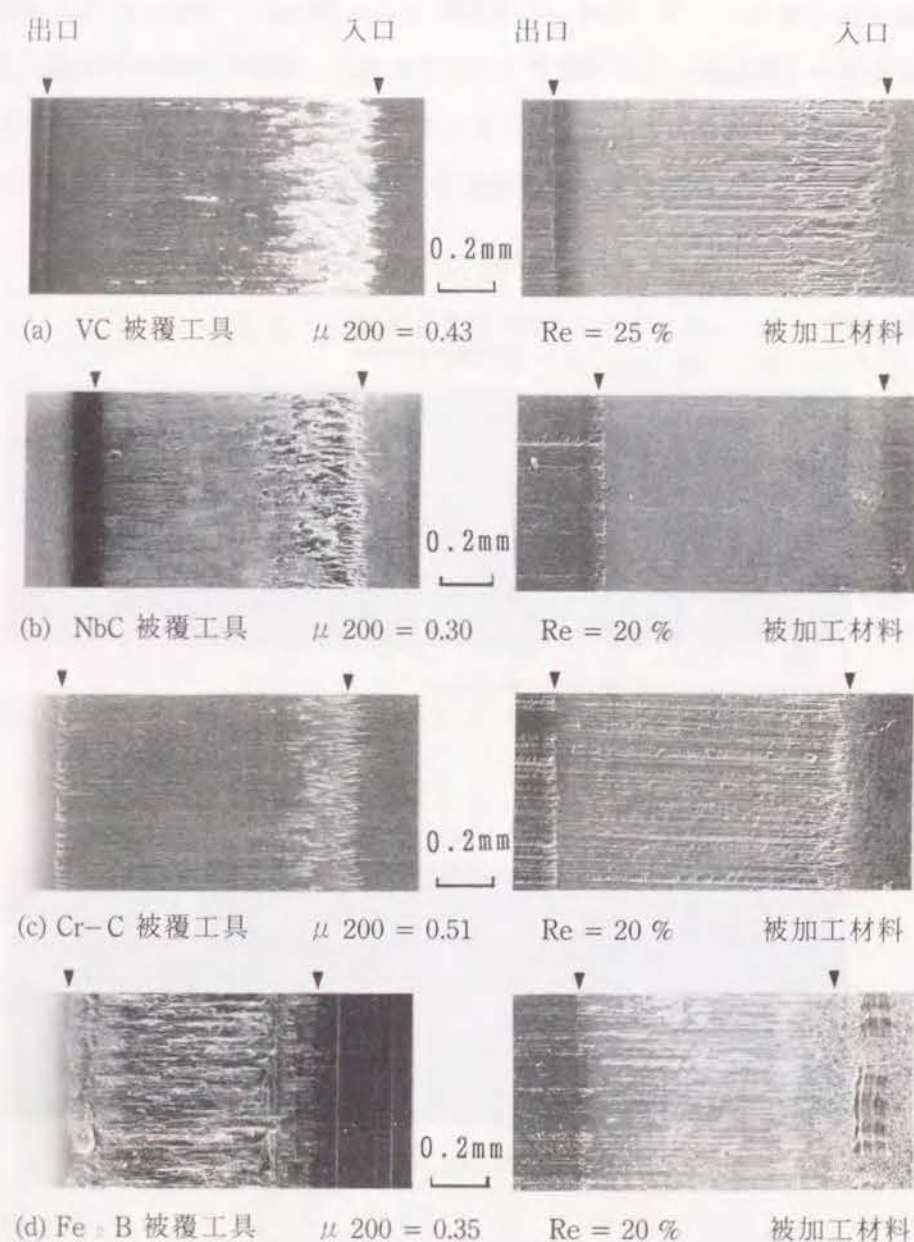 出口 入口 出口 入口
0.2mm
(a) VC 被覆工具 μ 200 = 0.43 Re = 25 % 被加工材料
0.2mm
(b) NbC 被覆工具 μ 200 = 0.30 Re = 20 % 被加工材料
0.2mm
(c) Cr-C 被覆工具 μ 200 = 0.51 Re = 20 % 被加工材料
0.2mm
(d) Fe 2 B 被覆工具 μ 200 = 0.35 Re = 20 % 被加工材料